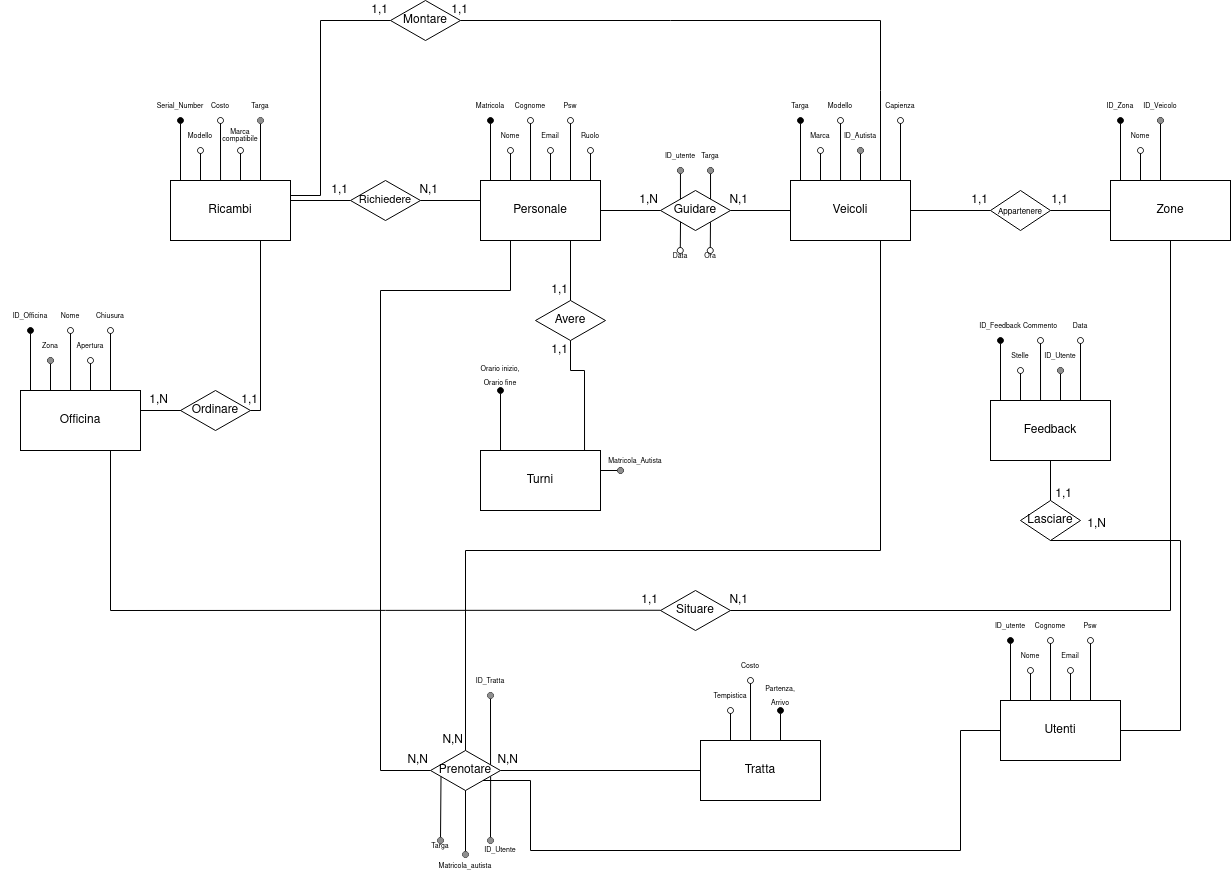 1,1
Montare
1,1
Serial_Number
Costo
Targa
Modello
Marca
compatibile
Ricambi
1,1
Richiedere
N,1
Matricola
Cognome
Psw
Nome
Email
Ruolo
Personale
1,N
ID_utente
Targa
Guidare
Data
Ora
N,1
Targa
Modello
Capienza
Marca
ID_Autista
Veicoli
1,1
Appartenere
1,1
ID_Zona
ID_Veicolo
Nome
Zone
ID_Officina
Nome
Chiusura
Zona
Apertura
Officina
1,N
Ordinare
1,1
1,1
Avere
1,1
Orario inizio,
Orario fine
Matricola_Autista
Turni
ID_Feedback
Commento
Data
Stelle
ID_Utente
Feedback
1,1
Lasciare
1,N
1,1
Situare
N,1
ID_utente
Cognome
Psw
Nome
Email
Utenti
ID_Tratta
N,N
N,N
Prenotare
N,N
Targa
Matricola_autista
ID_Utente
Costo
Tempistica
Partenza,
Arrivo
Tratta